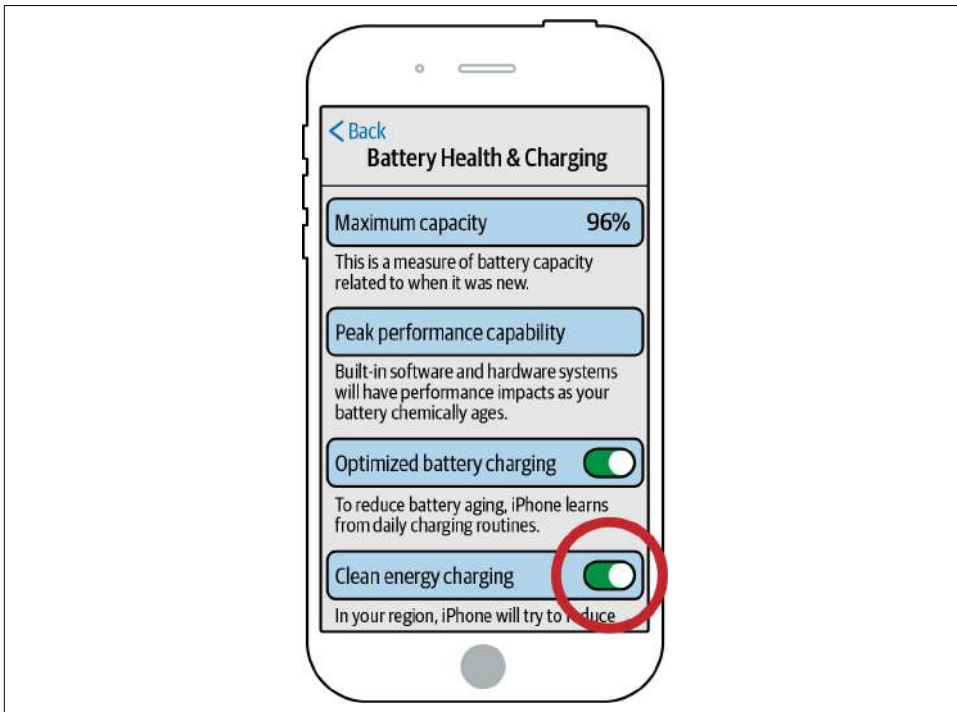 Back
Battery Health & Charging
Maximum capacity 96%
This is a measure of battery capacity
related to when it was new.
Peak performance capability
Built-in software and hardware systems
will have performance impacts as your
battery chemically ages.
Optimized battery charging
To reduce battery aging, iPhone learns
from daily charging routines.
Clean energy charging
In your region, iPhone will try to reduce